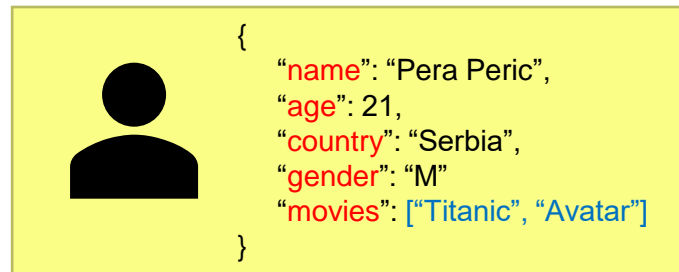 {
“name”: “Pera Peric”,
“age”: 21,
“country”: “Serbia”,
“gender”: “M”
“movies”: [“Titanic”, “Avatar”]
}